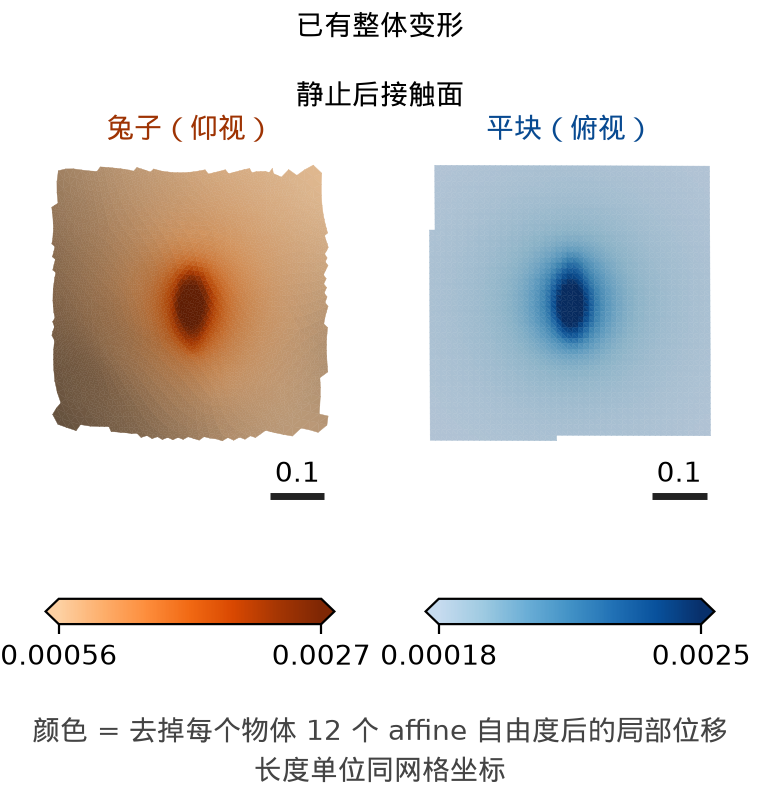 已有整体变形
静止后接触面
兔子（仰视）
平块（俯视）
0.1
0.1
0.00056
0.0027
0.00018
0.0025
颜色 = 去掉每个物体 12 个 affine 自由度后的局部位移
长度单位同网格坐标